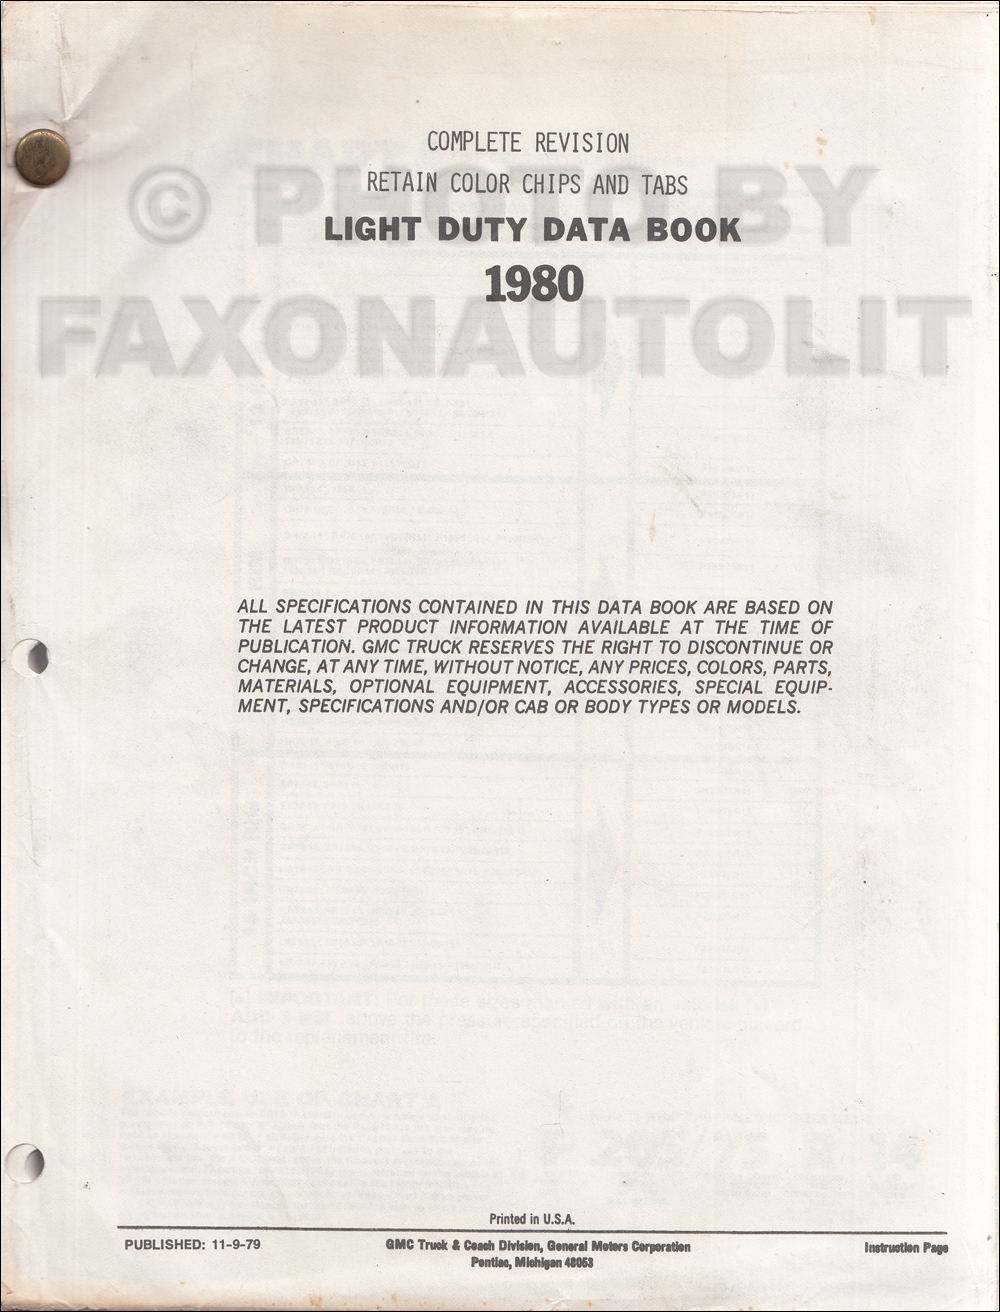 COMPLETE REVISION
RETAIN COLOR CHIPS AND TABS
© PHOTO BY
LIGHT DUTY DATA BOOK
1980
FAXONAUTOLIT
ALL SPECIFICATIONS CONTAINED IN THIS DATA BOOK ARE BASED ON
THE LATEST PRODUCT INFORMATION AVAILABLE AT THE TIME OF
PUBLICATION. GMC TRUCK RESERVES THE RIGHT TO DISCONTINUE OR
CHANGE, AT ANY TIME, WITHOUT NOTICE, ANY PRICES, COLORS, PARTS,
MATERIALS, OPTIONAL EQUIPMENT, ACCESSORIES, SPECIAL EQUIP-
MENT, SPECIFICATIONS AND/OR CAB OR BODY TYPES OR MODELS.
Printed in U.S.A.
PUBLISHED: 11-9-79
GMC Truck & Coach Division, General Motors Corporation
Pontiac, Michigan 48053
Instruction Page